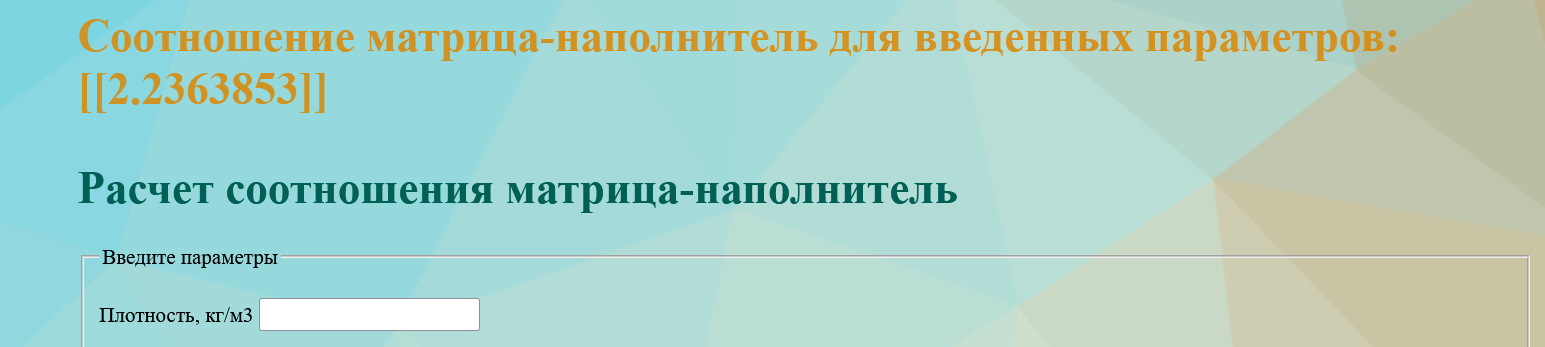 Соотношение матрица-наполнитель для введенных параметров:
[[2.2363853]]
Расчет соотношения матрица-наполнитель
Введите параметры
Плотность, кг/м3